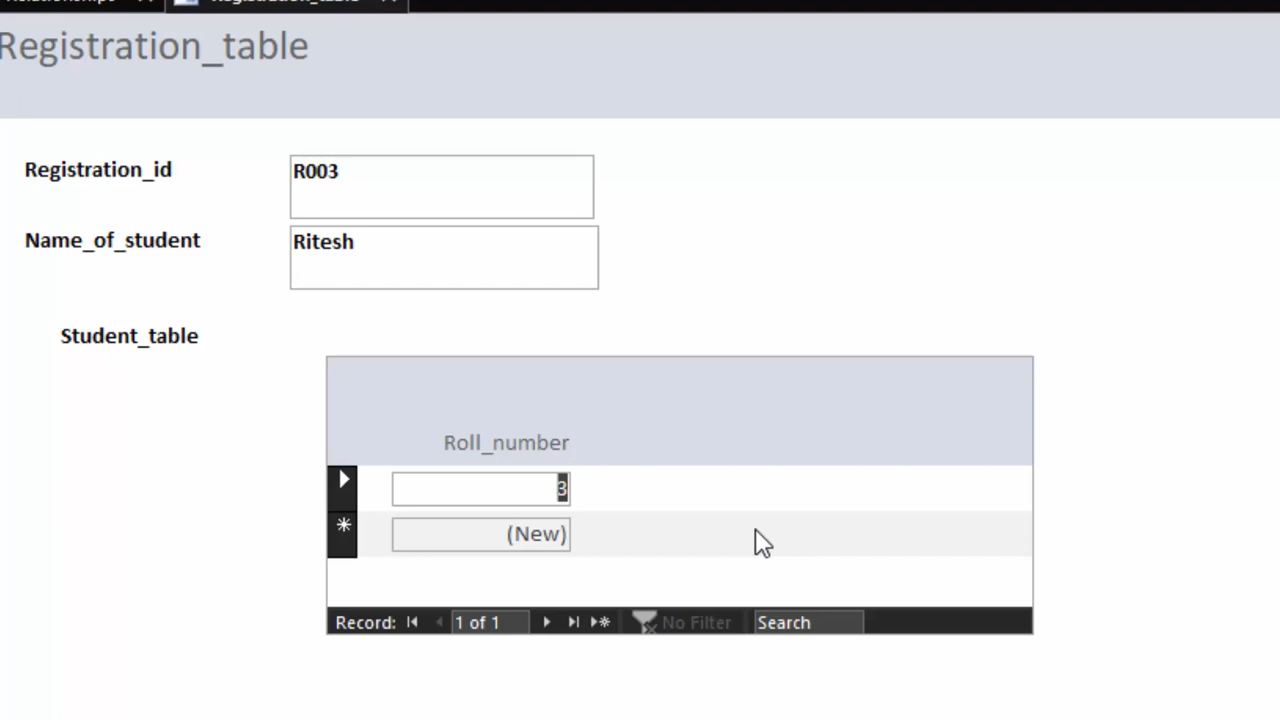 Registration_table
Registration_id
R003
Name_of_student
Ritesh
Student_table
Roll_number
3
(New)
Record: 1 of 1 No Filter Search